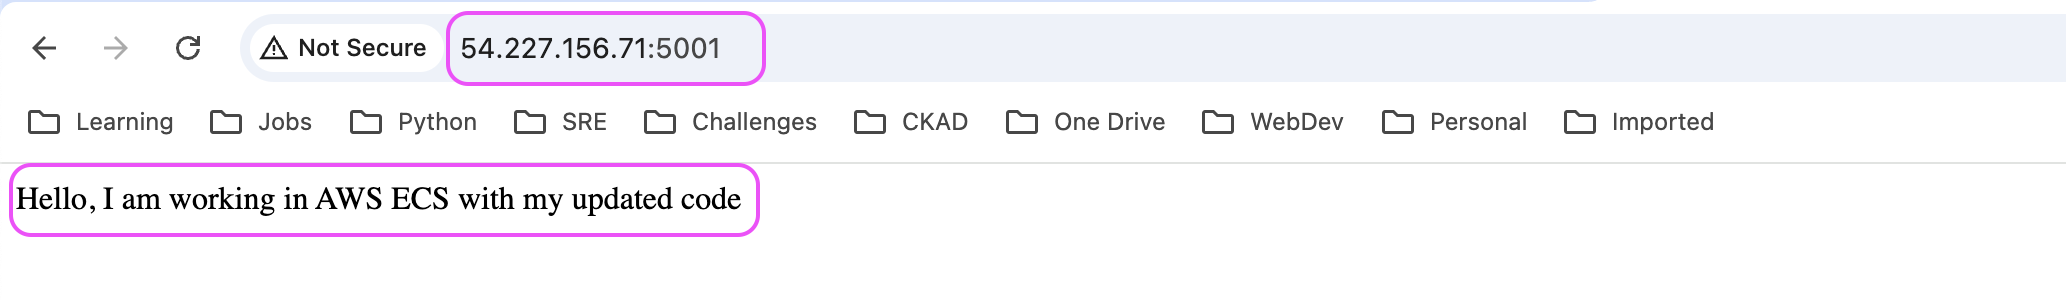 Not Secure 54.227.156.71:5001
Learning Jobs Python SRE Challenges CKAD One Drive WebDev Personal Imported
Hello, I am working in AWS ECS with my updated code